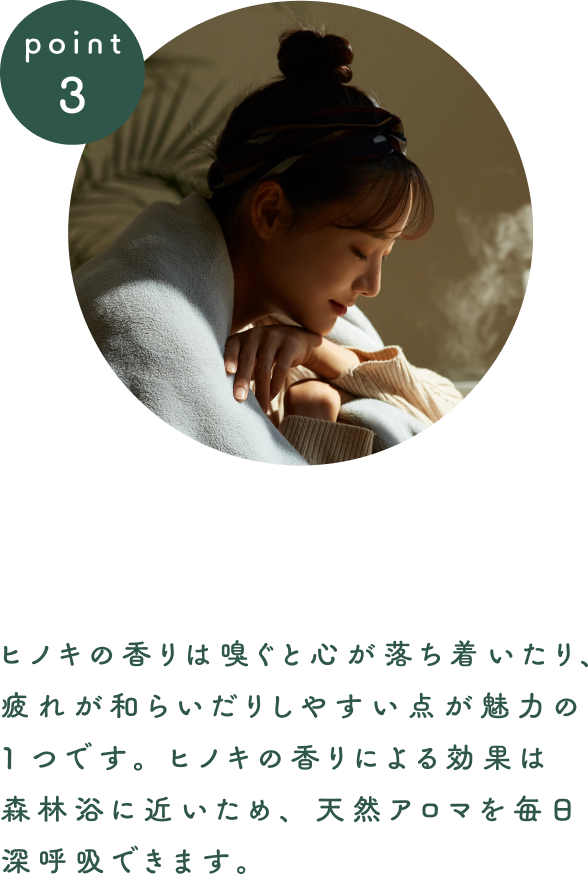 point
3
ヒノキの香りは嗅ぐと心が落ち着いたり、
疲れが和らいだりしやすい点が魅力の
1つです。ヒノキの香りによる効果は
森林浴に近いため、天然アロマを毎日
深呼吸できます。